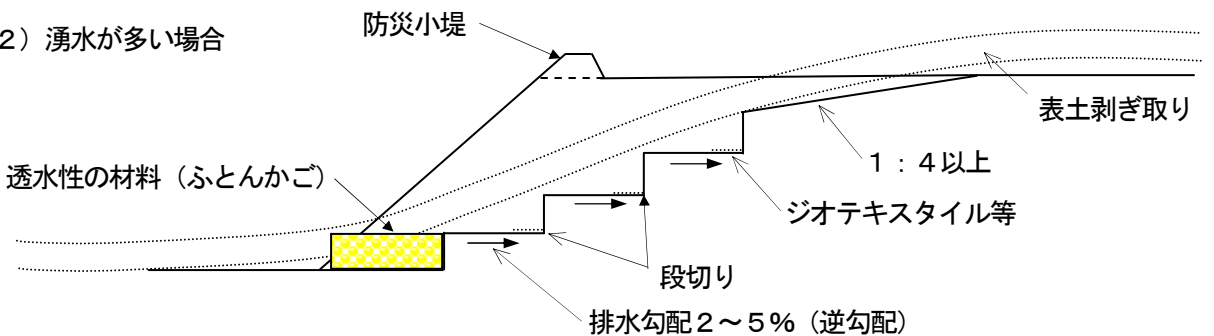 2）湧水が多い場合
防災小堤
表土剥ぎ取り
透水性の材料（ふとんかご）
１：４以上
ジオテキスタイル等
段切り
排水勾配２～５%（逆勾配）